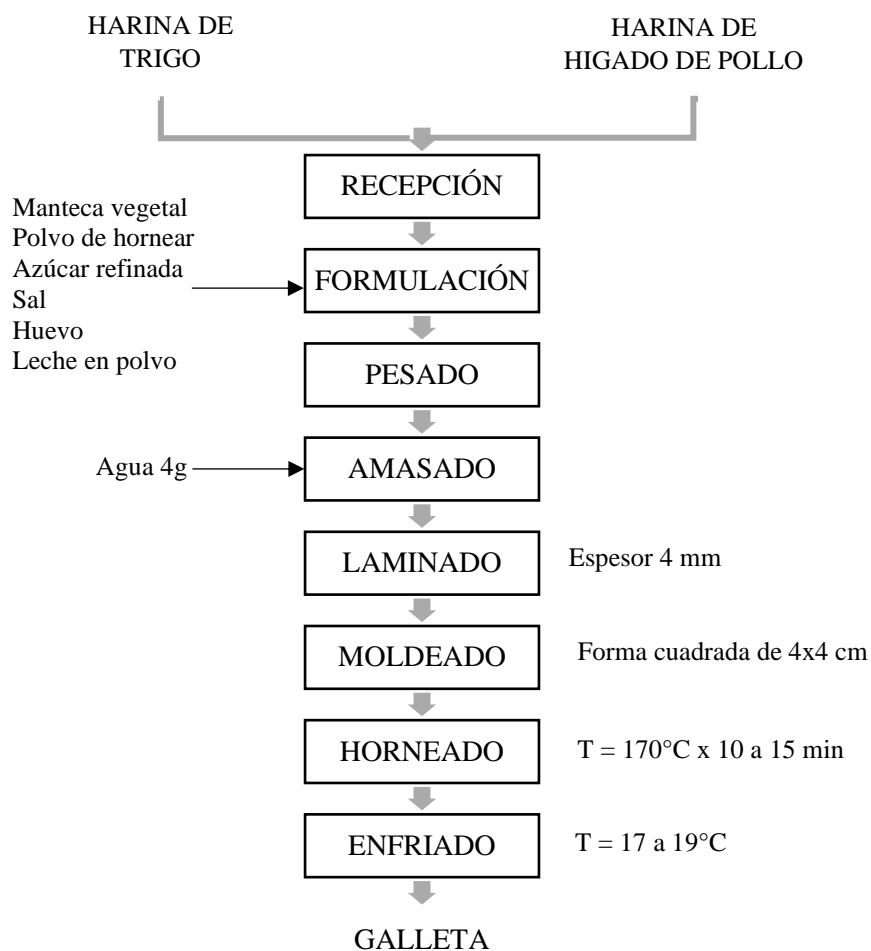 HARINA DE
TRIGO
HARINA DE
HIGADO DE POLLO
RECEPCIÓN
Manteca vegetal
Polvo de hornear
Azúcar refinada
Sal
Huevo
Leche en polvo
FORMULACIÓN
PESADO
Agua 4g
AMASADO
LAMINADO
Espesor 4 mm
MOLDEADO
Forma cuadrada de 4x4 cm
HORNEADO
T = 170°C x 10 a 15 min
ENFRIADO
T = 17 a 19°C
GALLETA